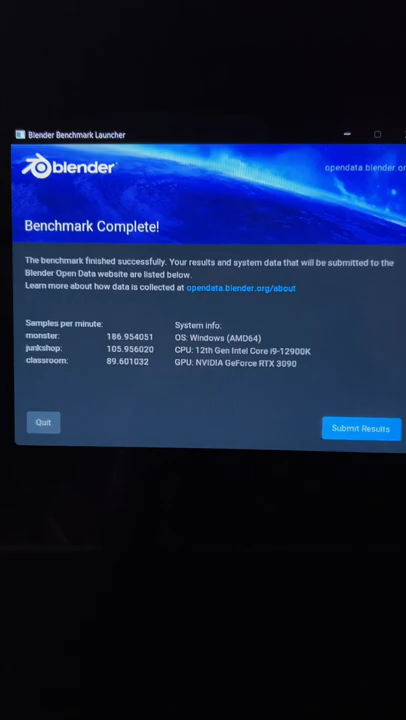 Blender Benchmark Launcher
blender
opendata.blender.or
Benchmark Complete!
The benchmark finished successfully. Your results and system data that will be submitted to the
Blender Open Data website are listed below.
Learn more about how data is collected at opendata.blender.org/about
Samples per minute:
monster: 186.954051
junkshop: 105.956020
classroom: 89.601032
System info:
OS: Windows (AMD64)
CPU: 12th Gen Intel Core i9-12900K
GPU: NVIDIA GeForce RTX 3090
Quit
Submit Results